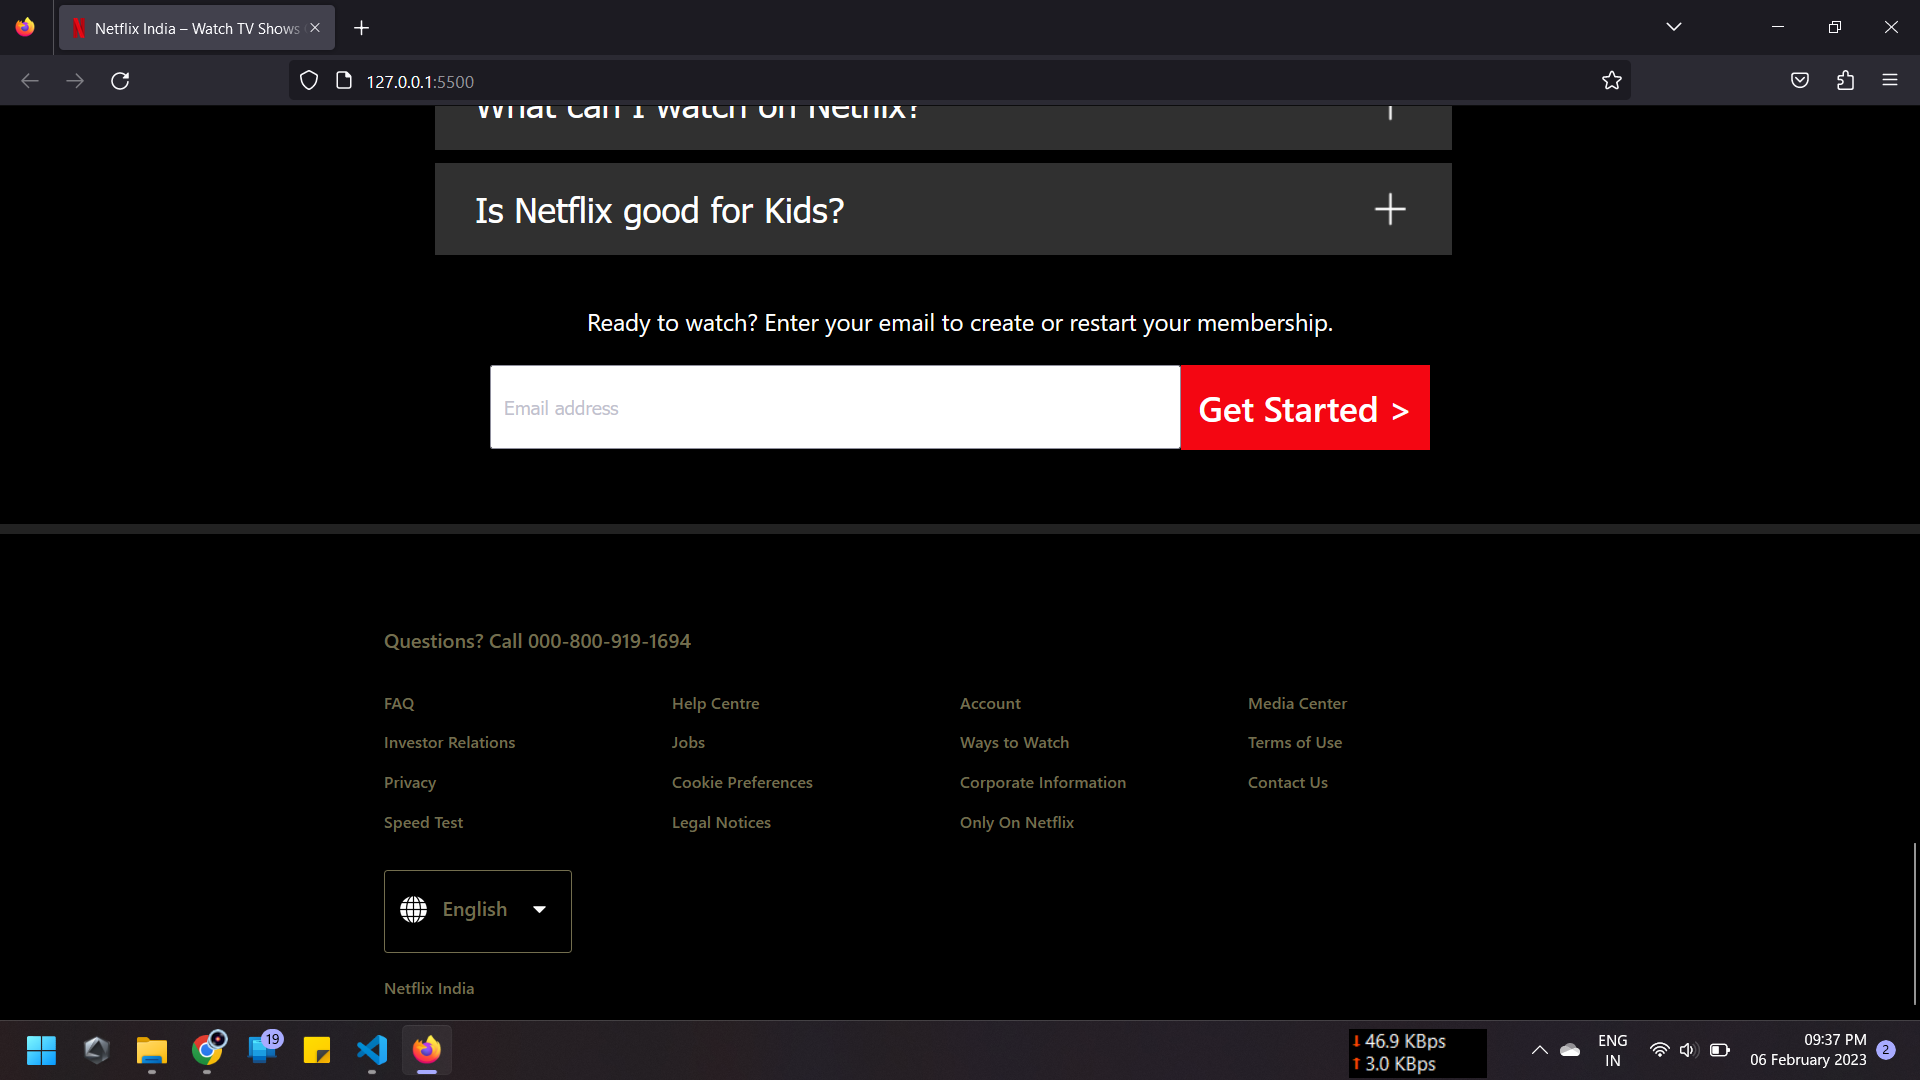 Netflix India – Watch TV Shows
127.0.0.1:5500
What can I watch on Netflix?
Is Netflix good for Kids?
Ready to watch? Enter your email to create or restart your membership.
Email address
Get Started >
Questions? Call 000-800-919-1694
FAQ Help Centre Account Media Center
Investor Relations Jobs Ways to Watch Terms of Use
Privacy Cookie Preferences Corporate Information Contact Us
Speed Test Legal Notices Only On Netflix
English
Netflix India
19
46.9 KBps
3.0 KBps
ENG
IN
09:37 PM
06 February 2023
2